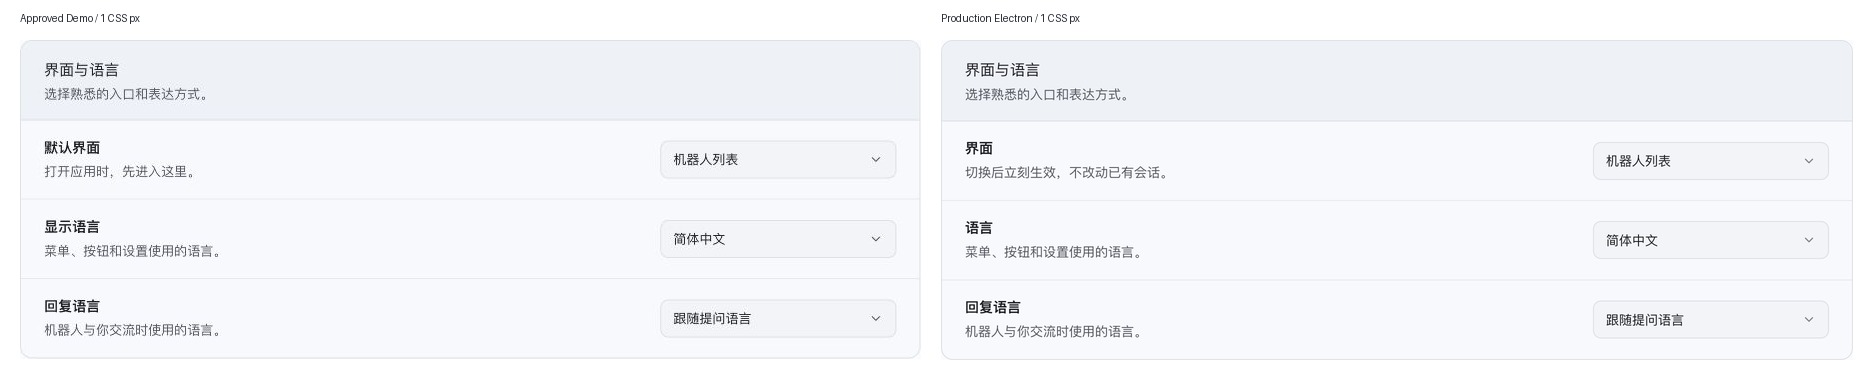 Approved Demo / 1 CSS px
界面与语言
选择熟悉的入口和表达方式。
默认界面
打开应用时，先进入这里。
机器人列表
显示语言
菜单、按钮和设置使用的语言。
简体中文
回复语言
机器人与你交流时使用的语言。
跟随提问语言
Production Electron / 1 CSS px
界面与语言
选择熟悉的入口和表达方式。
界面
切换后立刻生效，不改动已有会话。
机器人列表
语言
菜单、按钮和设置使用的语言。
简体中文
回复语言
机器人与你交流时使用的语言。
跟随提问语言